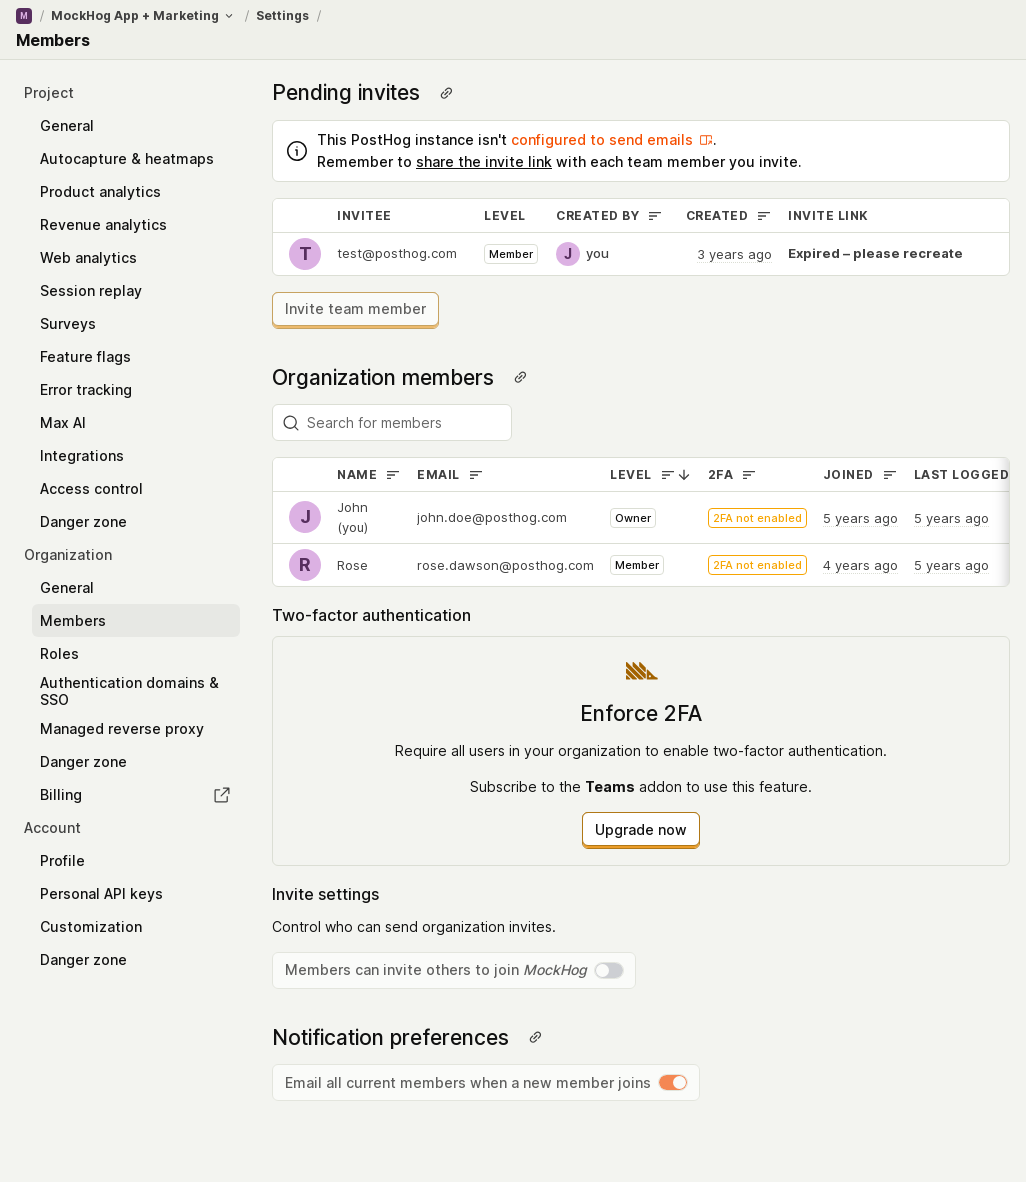 M / MockHog App + Marketing / Settings /
Members
Project
General
Autocapture & heatmaps
Product analytics
Revenue analytics
Web analytics
Session replay
Surveys
Feature flags
Error tracking
Max AI
Integrations
Access control
Danger zone
Organization
General
Members
Roles
Authentication domains &
SSO
Managed reverse proxy
Danger zone
Billing
Account
Profile
Personal API keys
Customization
Danger zone
Pending invites
This PostHog instance isn't configured to send emails .
Remember to share the invite link with each team member you invite.
INVITEE LEVEL CREATED BY CREATED INVITE LINK
T test@posthog.com Member J you 3 years ago Expired – please recreate
Invite team member
Organization members
Search for members
NAME EMAIL LEVEL 2FA JOINED LAST LOGGED
J John (you) john.doe@posthog.com Owner 2FA not enabled 5 years ago 5 years ago
R Rose rose.dawson@posthog.com Member 2FA not enabled 4 years ago 5 years ago
Two-factor authentication
Enforce 2FA
Require all users in your organization to enable two-factor authentication.
Subscribe to the Teams addon to use this feature.
Upgrade now
Invite settings
Control who can send organization invites.
Members can invite others to join MockHog
Notification preferences
Email all current members when a new member joins